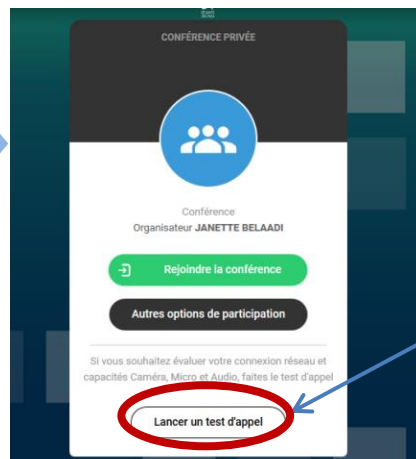 CONFÉRENCE PRIVÉE
Conférence
Organisateur JANETTE BELAADI
Rejoindre la conférence
Autres options de participation
Si vous souhaitez évaluer votre connexion réseau et
capacités Caméra, Micro et Audio, faites le test d'appel
Lancer un test d'appel